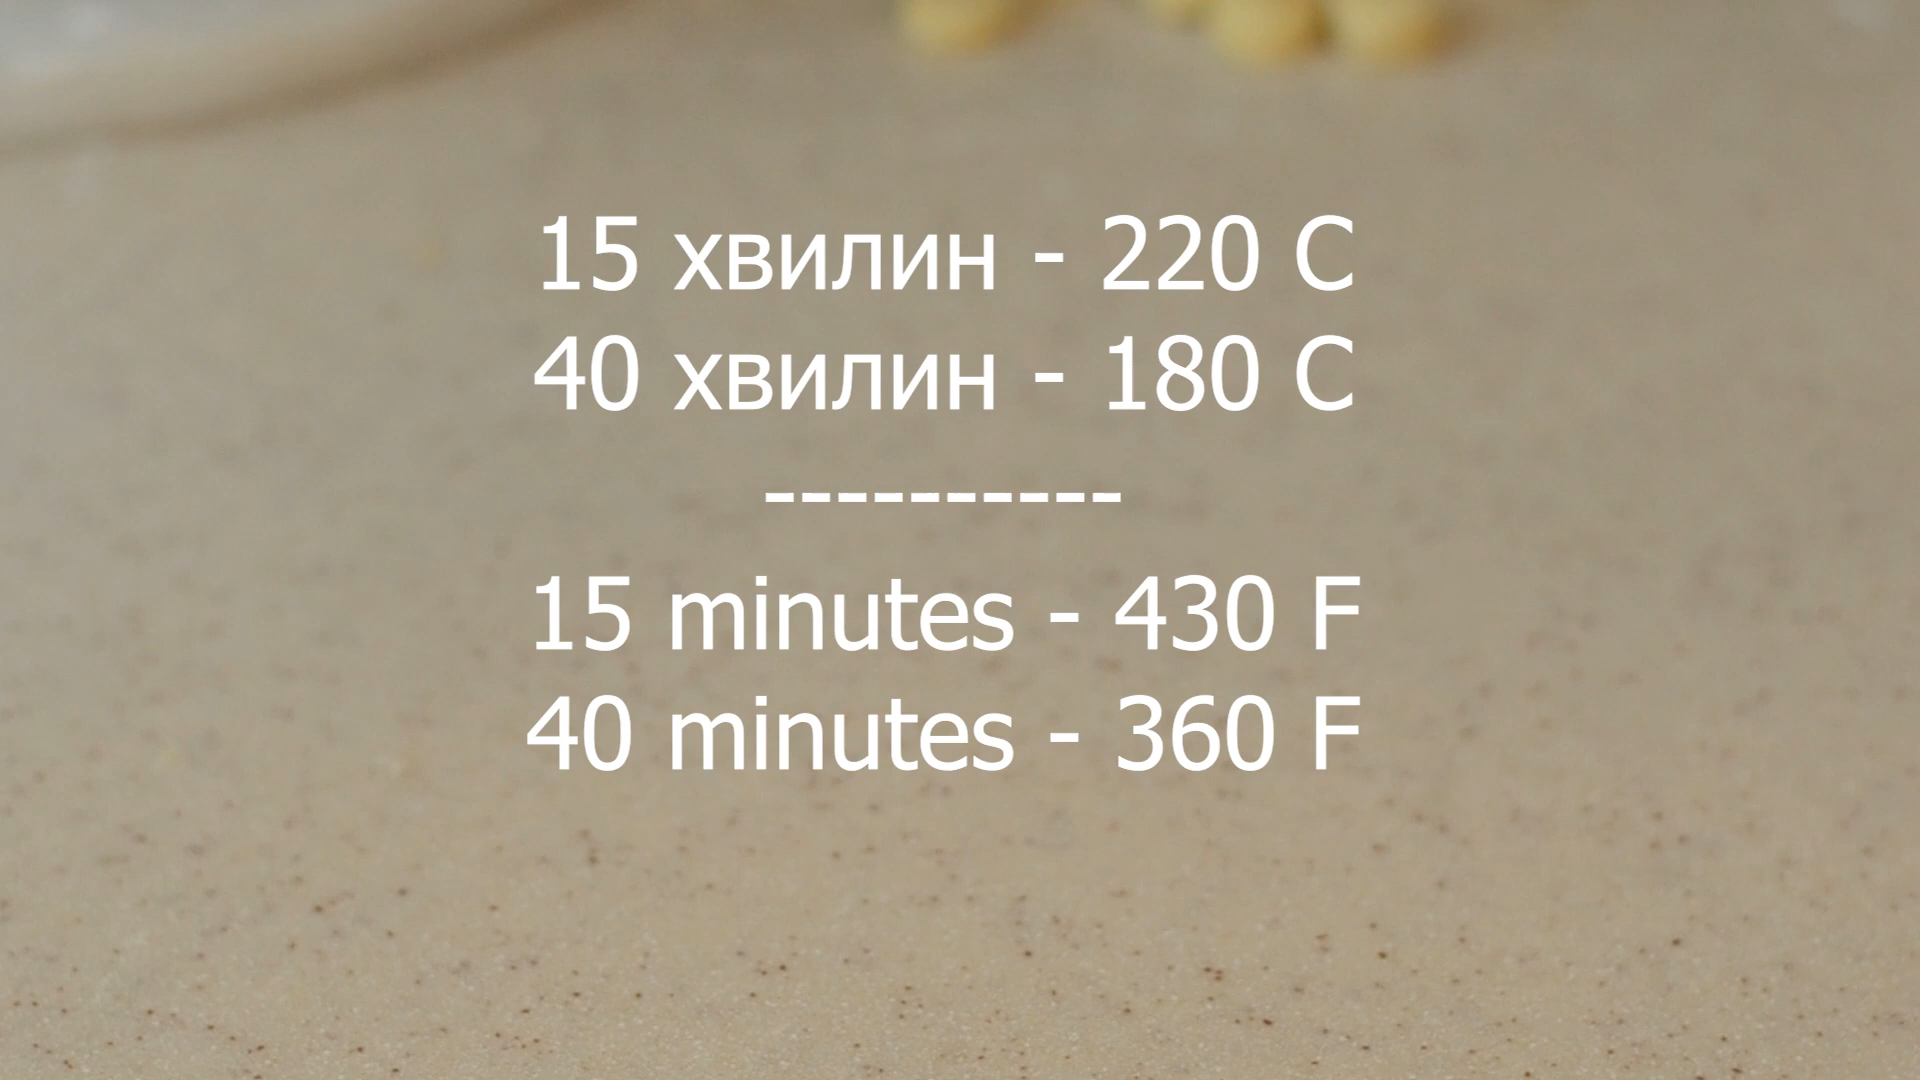 15 хвилин - 220 C
40 хвилин - 180 C
----------
15 minutes - 430 F
40 minutes - 360 F